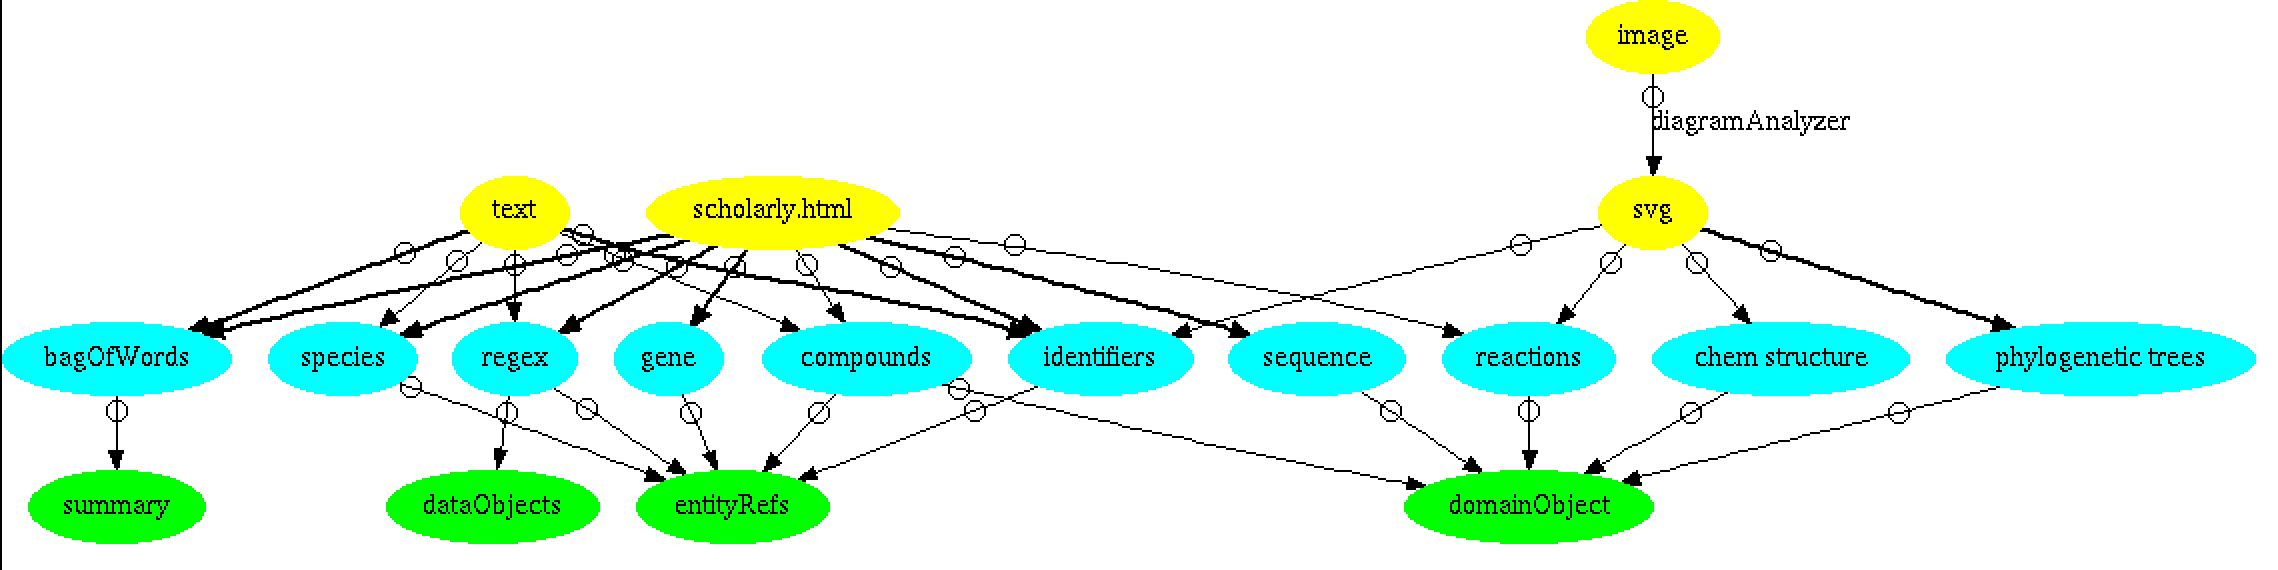 image
diagramAnalyzer
text
scholarly.html
svg
bagOfWords
species
regex
gene
compounds
identifiers
sequence
reactions
chem structure
phylogenetic trees
summary
dataObjects
entityRefs
domainObject